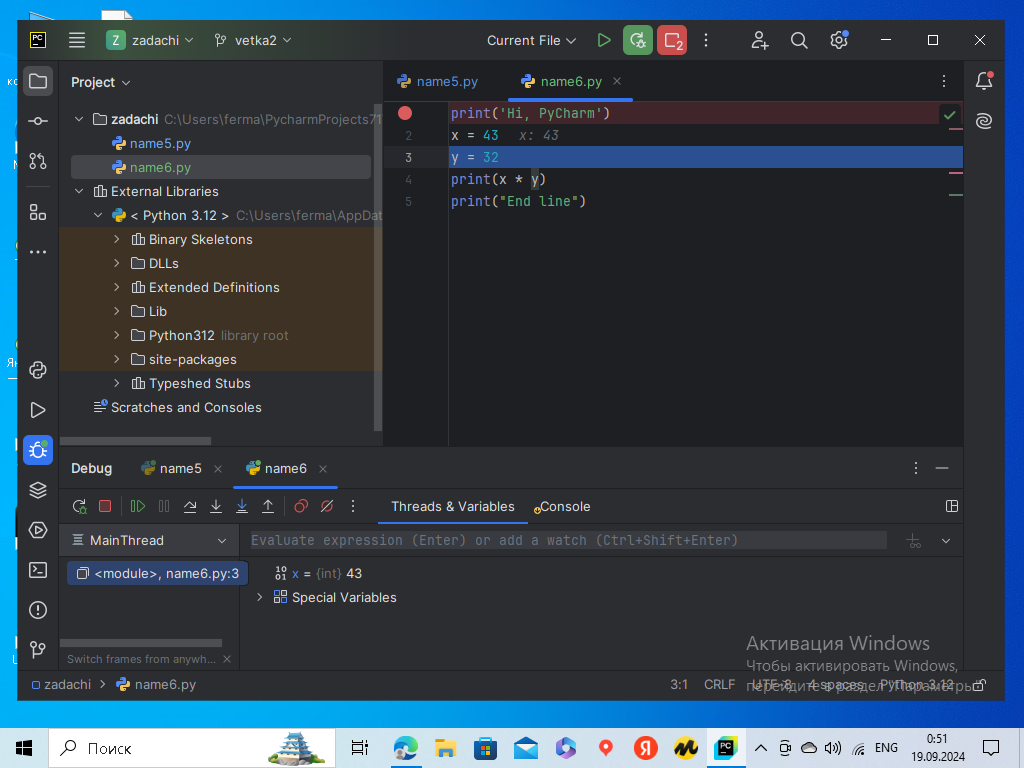 PC
Z zadachi
vetka2
Current File
2
Project
name5.py
name6.py
zadachi C:\Users\ferma\PycharmProjects71
name5.py
name6.py
External Libraries
< Python 3.12 > C:\Users\ferma\AppDat
Binary Skeletons
DLLs
Extended Definitions
Lib
Python312 library root
site-packages
Typeshed Stubs
Scratches and Consoles
print('Hi, PyCharm')
2 x = 43 x: 43
3 y = 32
4 print(x * y)
5 print("End line")
Debug
name5
name6
Threads & Variables
Console
MainThread
Evaluate expression (Enter) or add a watch (Ctrl+Shift+Enter)
<module>, name6.py:3
x = {int} 43
Special Variables
Switch frames from anywh...
Активация Windows
Чтобы активировать Windows,
перейдите в раздел "Параметры
zadachi
name6.py
3:1 CRLF UTF-8 4 spaces Python 3.12
Поиск
Я
PC
ENG
0:51
19.09.2024